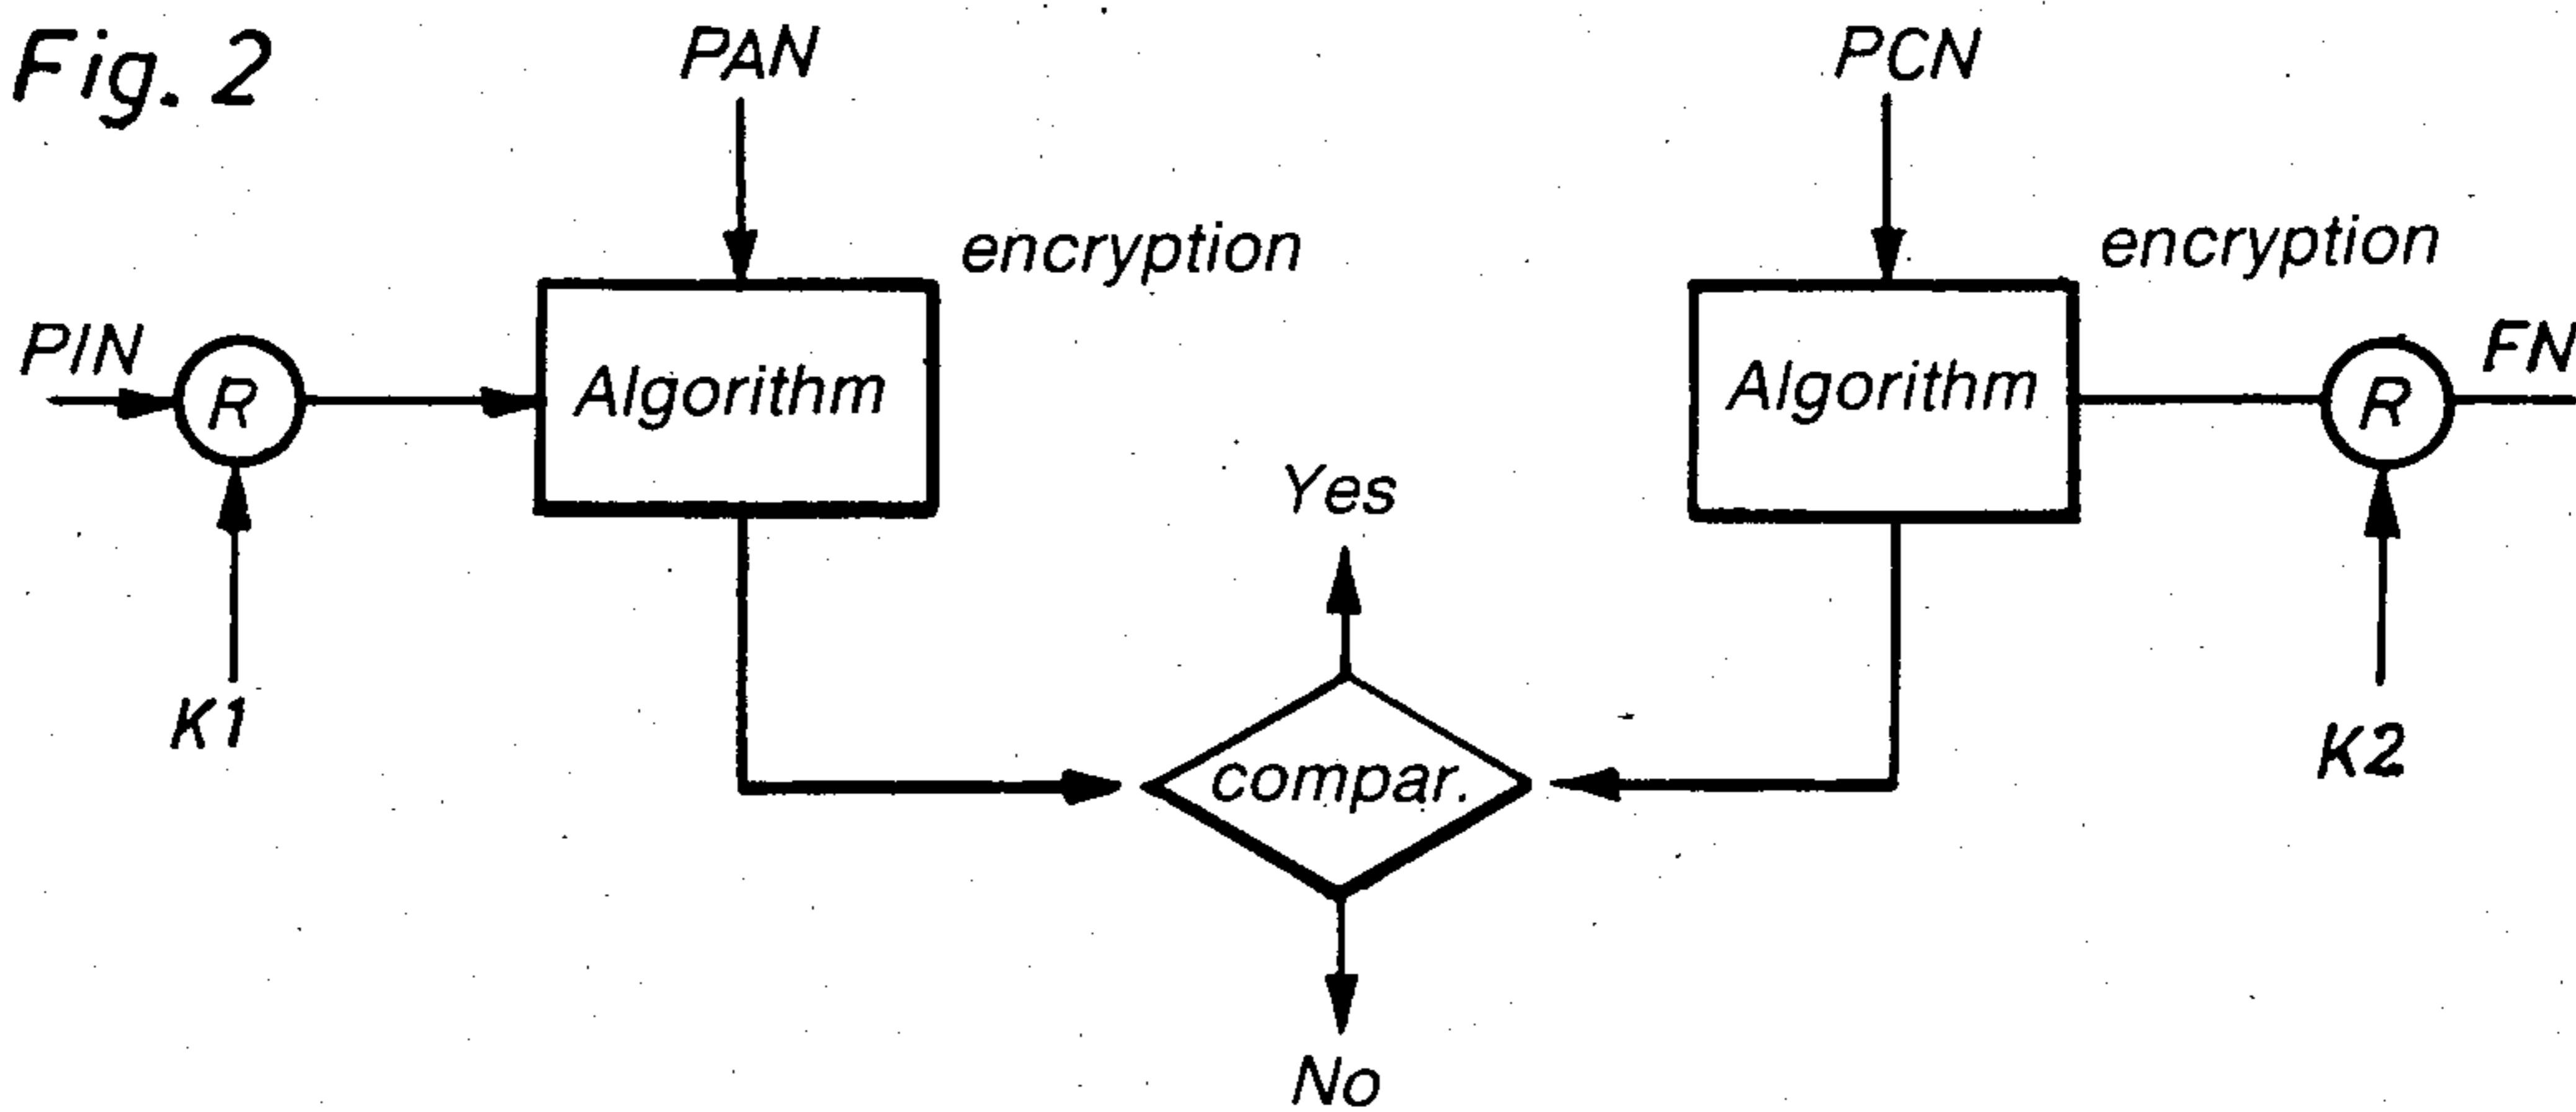 Fig. 2
PAN
PCN
encryption
encryption
PIN
R
Algorithm
Algorithm
R
FN
Yes
K1
K2
compar.
No